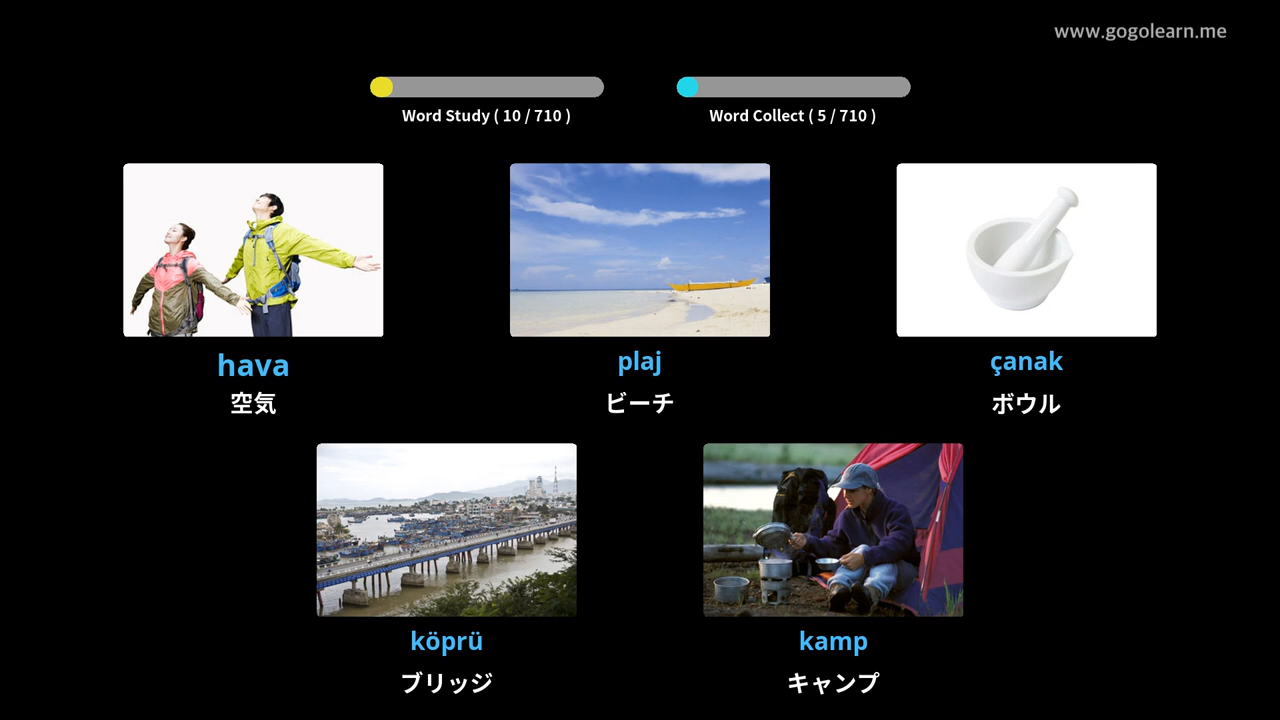 www.gogolearn.me
Word Study ( 10 / 710 )
Word Collect ( 5 / 710 )
hava
空気
plaj
ビーチ
çanak
ボウル
köprü
ブリッジ
kamp
キャンプ